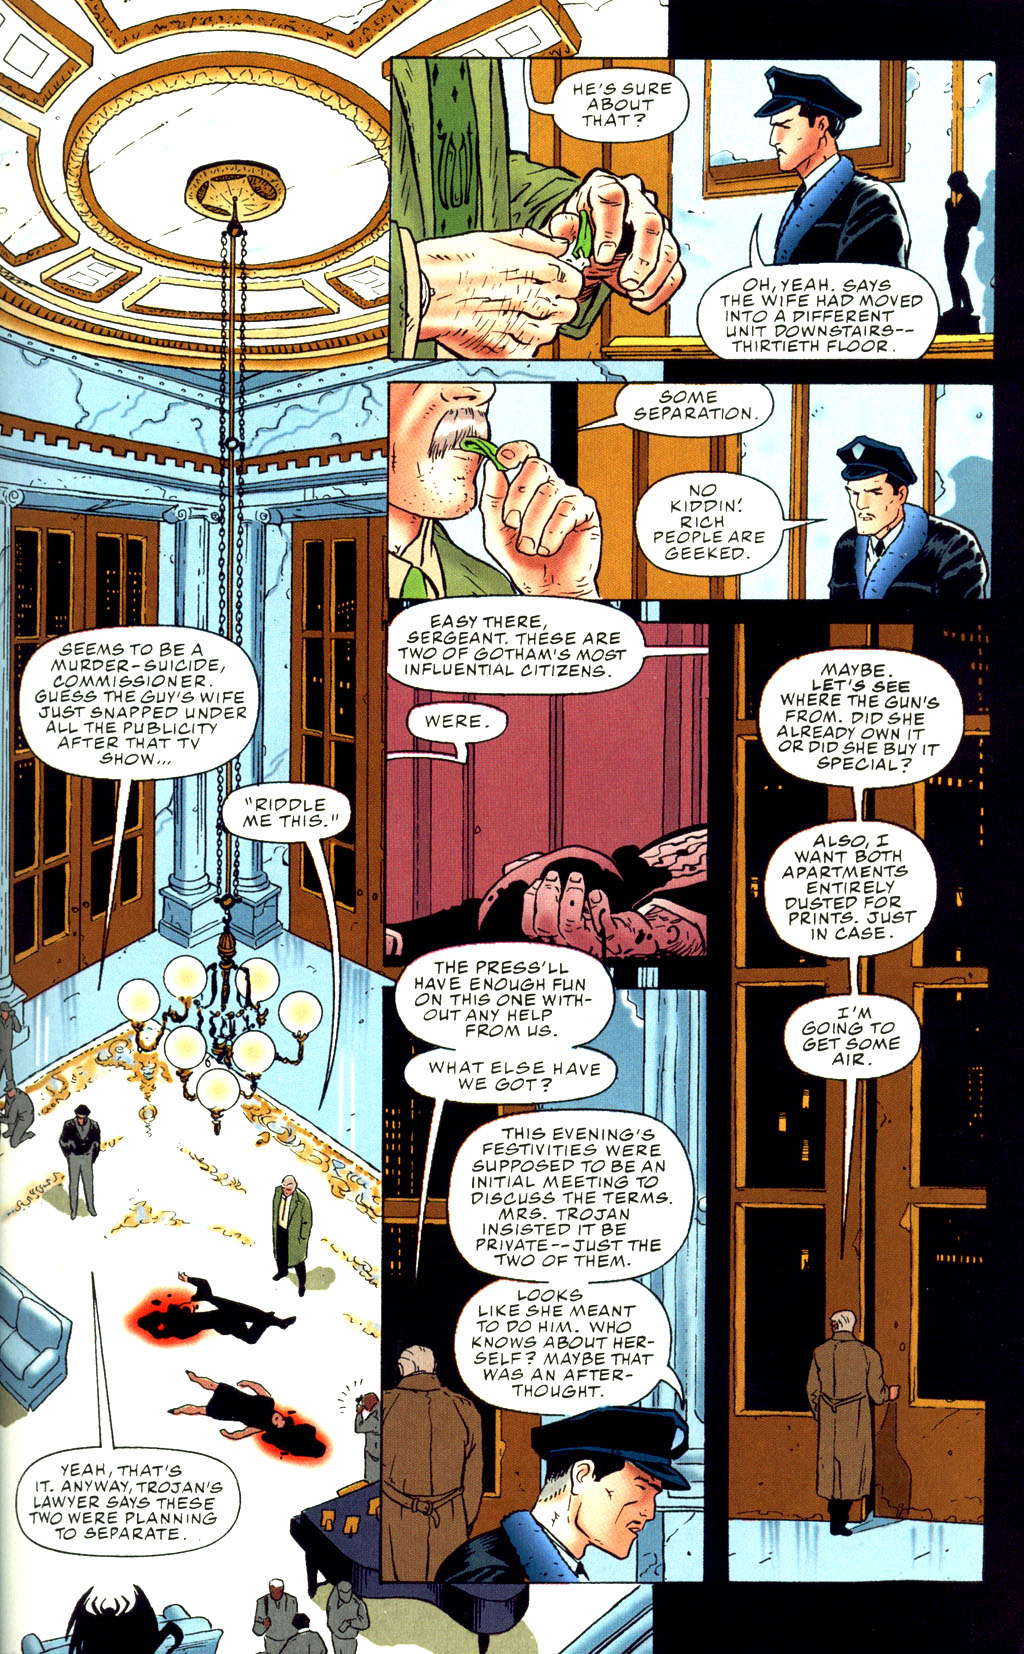 SEEMS TO BE A
MURDER-SUICIDE,
COMMISSIONER.
GUESS THE GUY'S WIFE
JUST SNAPPED UNDER
ALL THE PUBLICITY
AFTER THAT TV
SHOW...
"RIDDLE
ME THIS."
YEAH, THAT'S
IT. ANYWAY, TROJAN'S
LAWYER SAYS THESE
TWO WERE PLANNING
TO SEPARATE.
HE'S SURE
ABOUT
THAT?
OH, YEAH. SAYS
THE WIFE HAD MOVED
INTO A DIFFERENT
UNIT DOWNSTAIRS--
THIRTIETH FLOOR.
SOME
SEPARATION.
NO
KIDDIN'.
RICH
PEOPLE ARE
GEEKED.
EASY THERE,
SERGEANT. THESE ARE
TWO OF GOTHAM'S MOST
INFLUENTIAL CITIZENS.
WERE.
THE PRESS'LL
HAVE ENOUGH FUN
ON THIS ONE WITH-
OUT ANY HELP
FROM US.
WHAT ELSE HAVE
WE GOT?
THIS EVENING'S
FESTIVITIES WERE
SUPPOSED TO BE AN
INITIAL MEETING TO
DISCUSS THE TERMS.
MRS. TROJAN
INSISTED IT BE
PRIVATE--JUST THE
TWO OF THEM.
LOOKS
LIKE SHE MEANT
TO DO HIM. WHO
KNOWS ABOUT HER-
SELF? MAYBE THAT
WAS AN AFTER-
THOUGHT.
MAYBE.
LET'S SEE
WHERE THE GUN'S
FROM. DID SHE
ALREADY OWN IT
OR DID SHE BUY IT
SPECIAL?
ALSO, I
WANT BOTH
APARTMENTS
ENTIRELY
DUSTED FOR
PRINTS. JUST
IN CASE.
I'M
GOING TO
GET SOME
AIR.